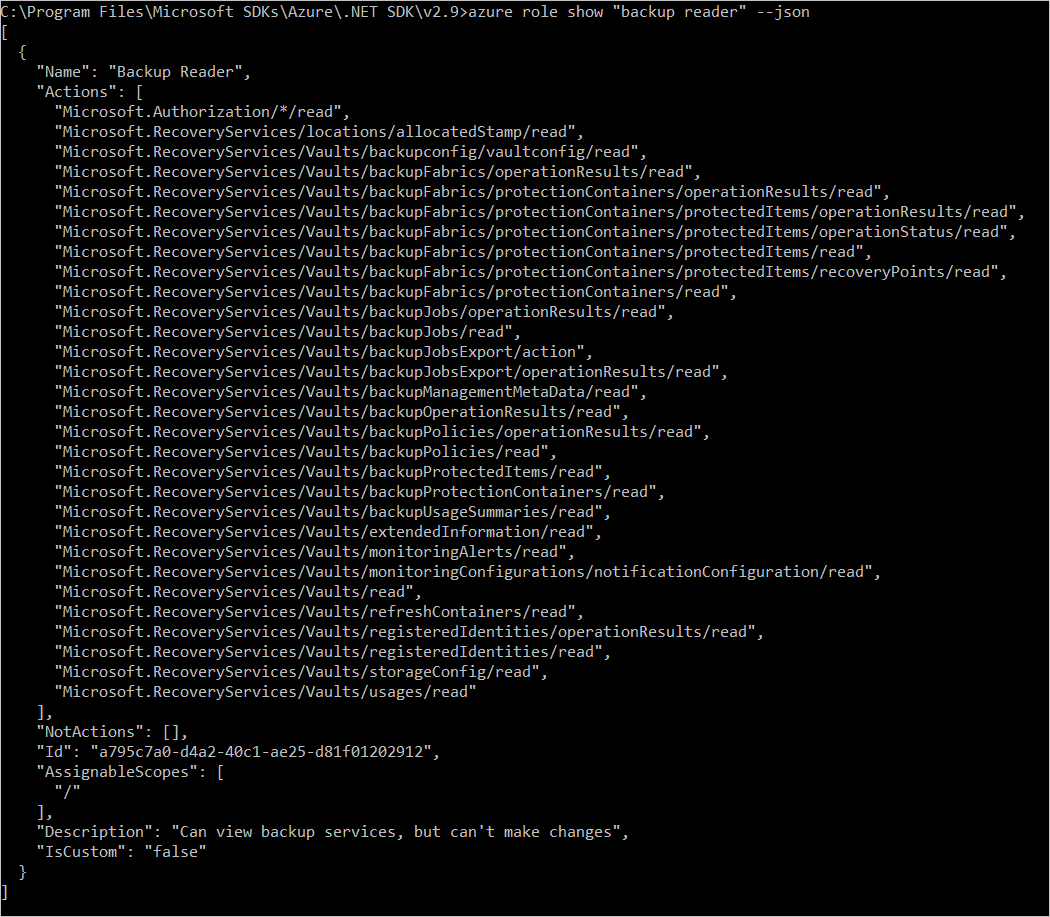 C:\Program Files\Microsoft SDKs\Azure\.NET SDK\v2.9>azure role show "backup reader" --json
[
  {
    "Name": "Backup Reader",
    "Actions": [
      "Microsoft.Authorization/*/read",
      "Microsoft.RecoveryServices/locations/allocatedStamp/read",
      "Microsoft.RecoveryServices/Vaults/backupconfig/vaultconfig/read",
      "Microsoft.RecoveryServices/Vaults/backupFabrics/operationResults/read",
      "Microsoft.RecoveryServices/Vaults/backupFabrics/protectionContainers/operationResults/read",
      "Microsoft.RecoveryServices/Vaults/backupFabrics/protectionContainers/protectedItems/operationResults/read",
      "Microsoft.RecoveryServices/Vaults/backupFabrics/protectionContainers/protectedItems/operationStatus/read",
      "Microsoft.RecoveryServices/Vaults/backupFabrics/protectionContainers/protectedItems/read",
      "Microsoft.RecoveryServices/Vaults/backupFabrics/protectionContainers/protectedItems/recoveryPoints/read",
      "Microsoft.RecoveryServices/Vaults/backupFabrics/protectionContainers/read",
      "Microsoft.RecoveryServices/Vaults/backupJobs/operationResults/read",
      "Microsoft.RecoveryServices/Vaults/backupJobs/read",
      "Microsoft.RecoveryServices/Vaults/backupJobsExport/action",
      "Microsoft.RecoveryServices/Vaults/backupJobsExport/operationResults/read",
      "Microsoft.RecoveryServices/Vaults/backupManagementMetaData/read",
      "Microsoft.RecoveryServices/Vaults/backupOperationResults/read",
      "Microsoft.RecoveryServices/Vaults/backupPolicies/operationResults/read",
      "Microsoft.RecoveryServices/Vaults/backupPolicies/read",
      "Microsoft.RecoveryServices/Vaults/backupProtectedItems/read",
      "Microsoft.RecoveryServices/Vaults/backupProtectionContainers/read",
      "Microsoft.RecoveryServices/Vaults/backupUsageSummaries/read",
      "Microsoft.RecoveryServices/Vaults/extendedInformation/read",
      "Microsoft.RecoveryServices/Vaults/monitoringAlerts/read",
      "Microsoft.RecoveryServices/Vaults/monitoringConfigurations/notificationConfiguration/read",
      "Microsoft.RecoveryServices/Vaults/read",
      "Microsoft.RecoveryServices/Vaults/refreshContainers/read",
      "Microsoft.RecoveryServices/Vaults/registeredIdentities/operationResults/read",
      "Microsoft.RecoveryServices/Vaults/registeredIdentities/read",
      "Microsoft.RecoveryServices/Vaults/storageConfig/read",
      "Microsoft.RecoveryServices/Vaults/usages/read"
    ],
    "NotActions": [],
    "Id": "a795c7a0-d4a2-40c1-ae25-d81f01202912",
    "AssignableScopes": [
      "/"
    ],
    "Description": "Can view backup services, but can't make changes",
    "IsCustom": "false"
  }
]